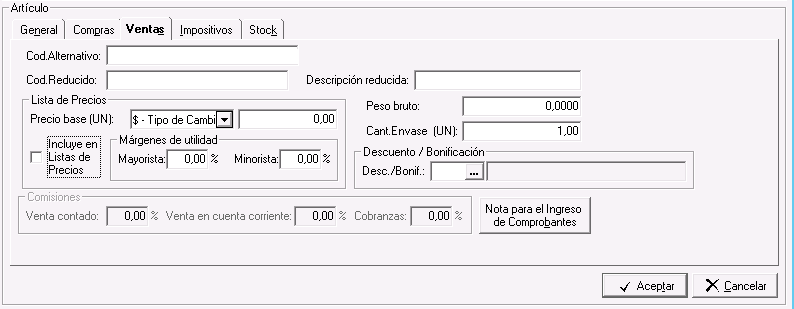 Artículo
General Compras Ventas Impositivos Stock
Cod.Alternativo:
Cod.Reducido: Descripción reducida:
Lista de Precios
Precio base (UN): $ - Tipo de Cambi 0,00
Peso bruto: 0,0000
Cant.Envase (UN): 1,00
Incluye en
Listas de
Precios
Márgenes de utilidad
Mayorista: 0,00 % Minorista: 0,00 %
Descuento / Bonificación
Desc./Bonif.: ...
Comisiones
Venta contado: 0,00 % Venta en cuenta corriente: 0,00 % Cobranzas: 0,00 %
Nota para el Ingreso
de Comprobantes
Aceptar Cancelar